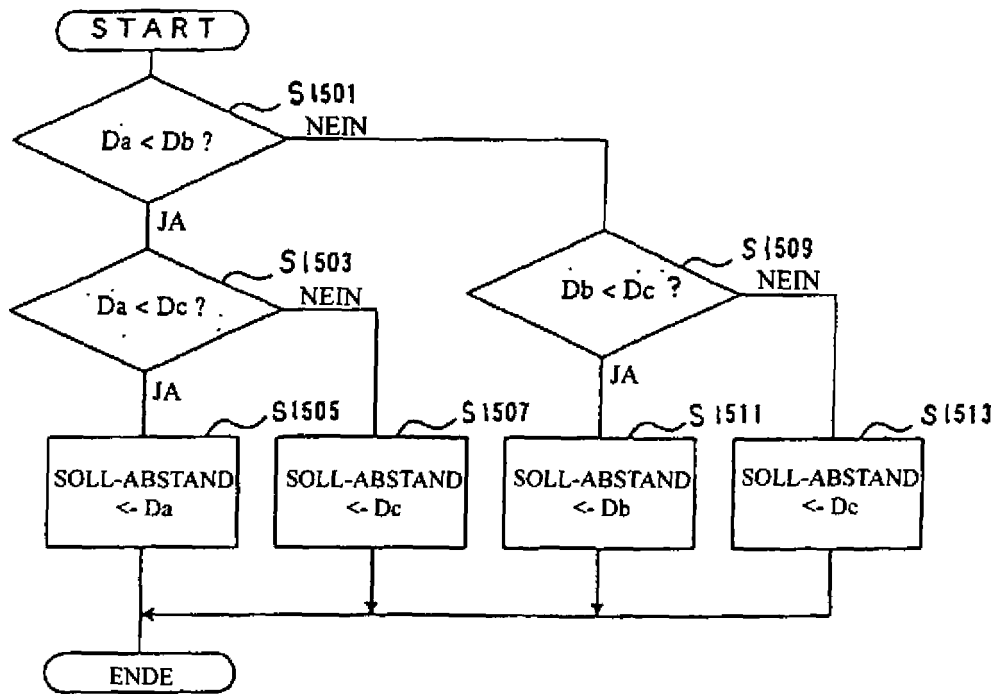 START
S1501
Da < Db ?
NEIN
JA
S1503
Da < Dc ?
NEIN
JA
S1509
Db < Dc ?
NEIN
JA
S1505
SOLL-ABSTAND
<- Da
S1507
SOLL-ABSTAND
<- Dc
S1511
SOLL-ABSTAND
<- Db
S1513
SOLL-ABSTAND
<- Dc
ENDE